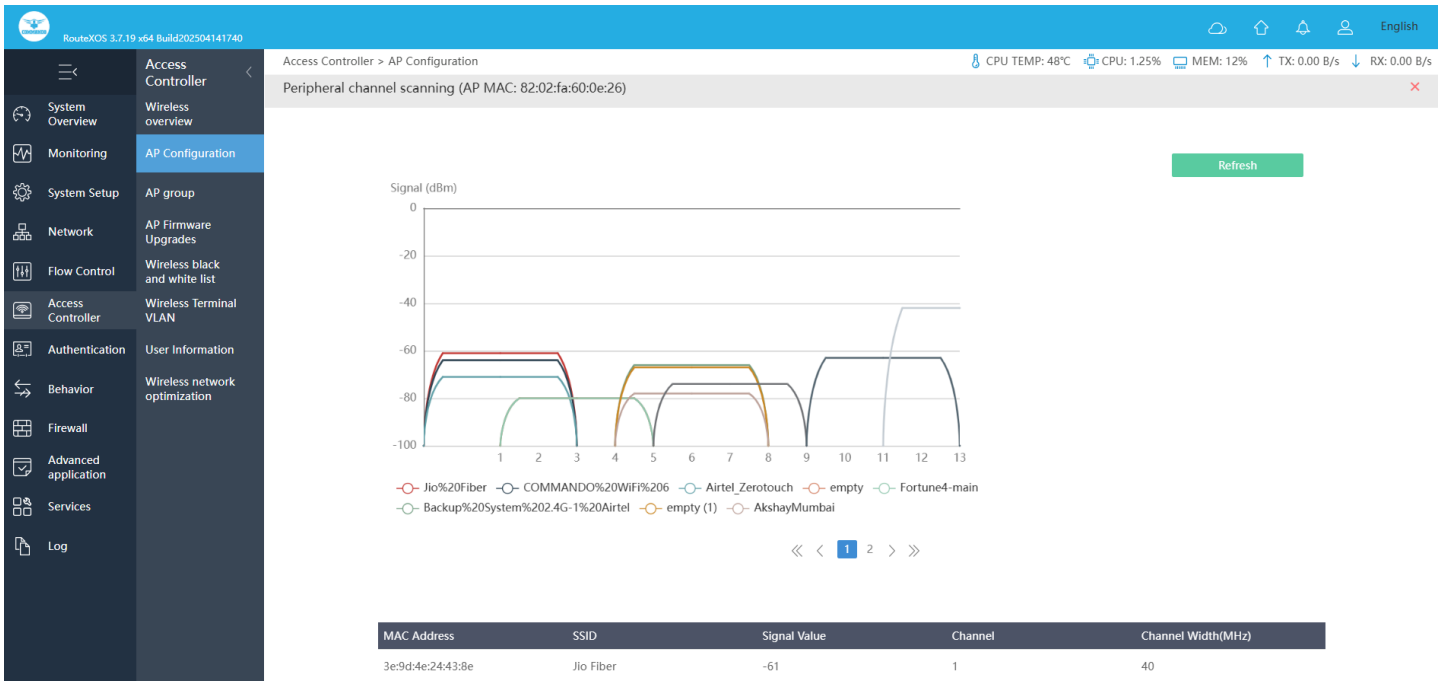 COMMANDO
RouteXOS 3.7.19 x64 Build202504141740
English
Access Controller
Access Controller > AP Configuration
CPU TEMP: 48℃ CPU: 1.25% MEM: 12% TX: 0.00 B/s RX: 0.00 B/s
Peripheral channel scanning (AP MAC: 82:02:fa:60:0e:26)
System Overview
Monitoring
System Setup
Network
Flow Control
Access Controller
Authentication
Behavior
Firewall
Advanced application
Services
Log
Wireless overview
AP Configuration
AP group
AP Firmware Upgrades
Wireless black and white list
Wireless Terminal VLAN
User Information
Wireless network optimization
Refresh
Signal (dBm)
0
-20
-40
-60
-80
-100
1 2 3 4 5 6 7 8 9 10 11 12 13
Jio%20Fiber COMMANDO%20WiFi%206 Airtel_Zerotouch empty Fortune4-main
Backup%20System%202.4G-1%20Airtel empty (1) AkshayMumbai
1 2
MAC Address SSID Signal Value Channel Channel Width(MHz)
3e:9d:4e:24:43:8e Jio Fiber -61 1 40